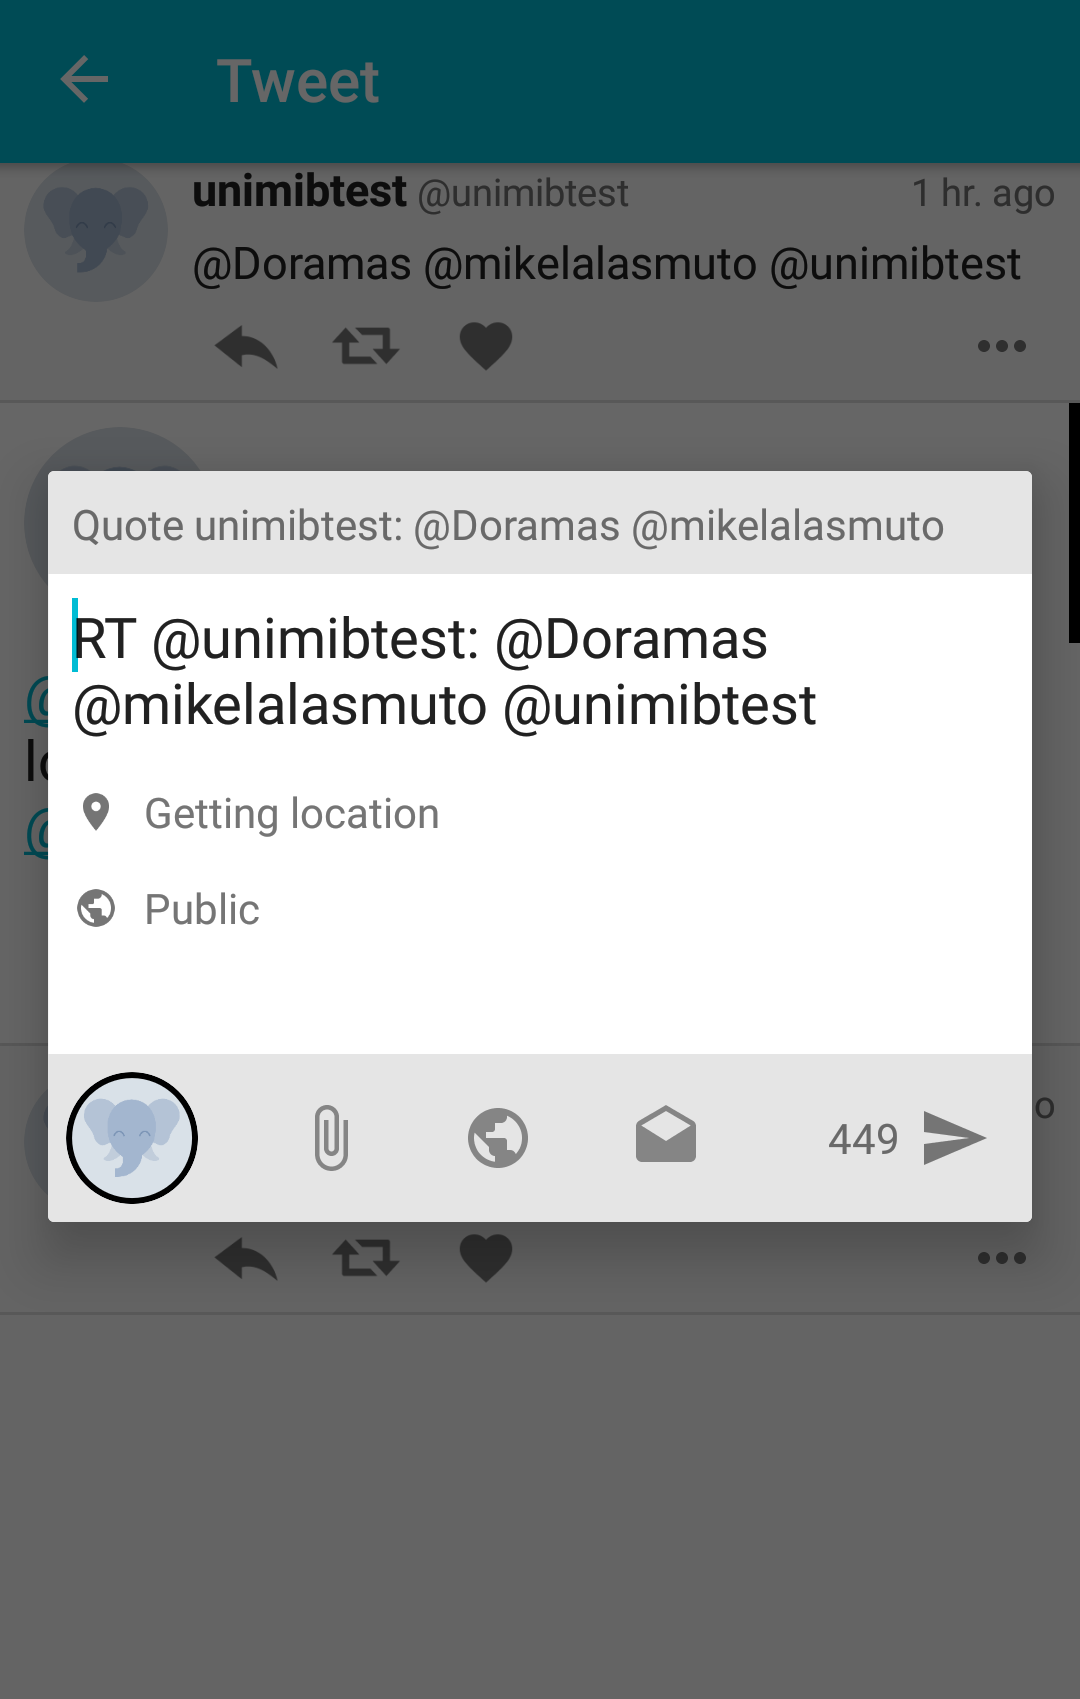 Tweet
unimibtest @unimibtest 1 hr. ago
@Doramas @mikelalasmuto @unimibtest
Quote unimibtest: @Doramas @mikelalasmuto
RT @unimibtest: @Doramas
@mikelalasmuto @unimibtest
Getting location
Public
449